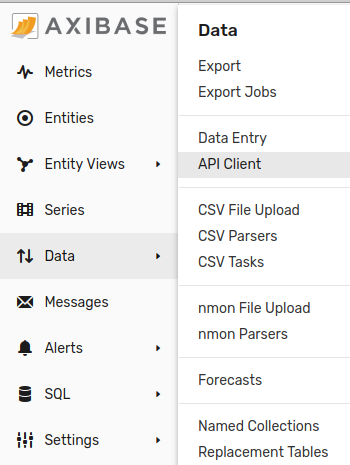 AXIBASE
Metrics
Entities
Entity Views
Series
Data
Messages
Alerts
SQL
Settings
Data
Export
Export Jobs
Data Entry
API Client
CSV File Upload
CSV Parsers
CSV Tasks
nmon File Upload
nmon Parsers
Forecasts
Named Collections
Replacement Tables